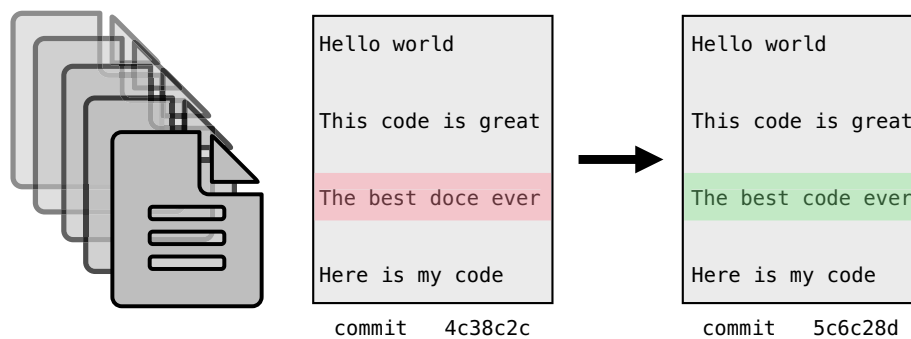 Hello world
This code is great
The best doce ever
Here is my code
commit 4c38c2c
Hello world
This code is great
The best code ever
Here is my code
commit 5c6c28d